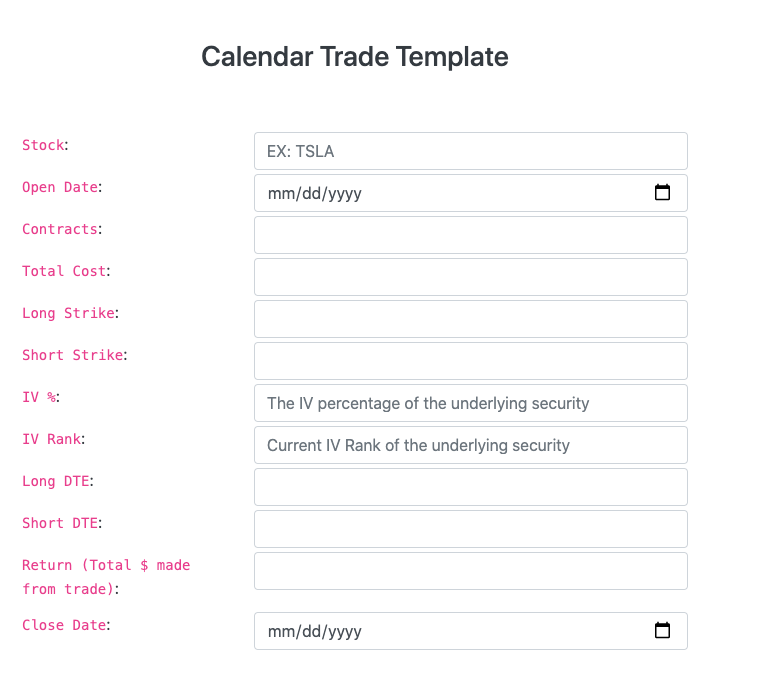 Calendar Trade Template
Stock:
EX: TSLA
Open Date:
mm/dd/yyyy
Contracts:
Total Cost:
Long Strike:
Short Strike:
IV %:
The IV percentage of the underlying security
IV Rank:
Current IV Rank of the underlying security
Long DTE:
Short DTE:
Return (Total $ made
from trade):
Close Date:
mm/dd/yyyy